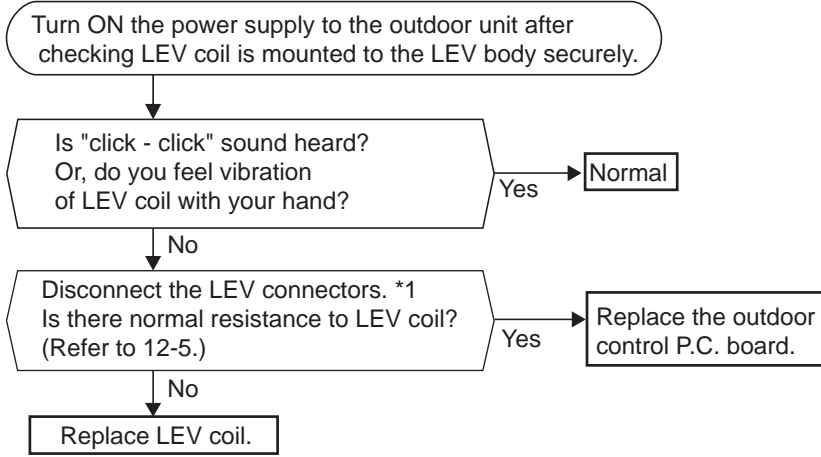 Turn ON the power supply to the outdoor unit after
checking LEV coil is mounted to the LEV body securely.
Is "click - click" sound heard?
Or, do you feel vibration
of LEV coil with your hand?
Yes
Normal
No
Disconnect the LEV connectors. *1
Is there normal resistance to LEV coil?
(Refer to 12-5.)
Yes
Replace the outdoor
control P.C. board.
No
Replace LEV coil.